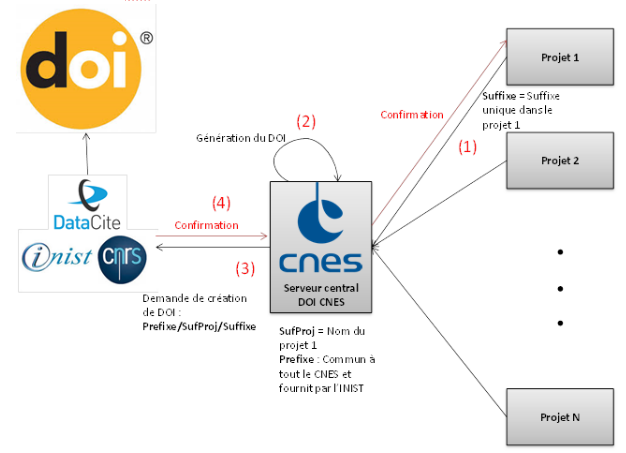 doi®
DataCite
inist cnrs
(4)
Confirmation
(3)
Demande de création
de DOI :
Prefixe/SufProj/Suffixe
(2)
Génération du DOI
cnes
Serveur central
DOI CNES
SufProj = Nom du
projet 1
Prefixe : Commun à
tout le CNES et
fournit par l'INIST
Confirmation
(1)
Projet 1
Suffixe = Suffixe
unique dans le
projet 1
Projet 2
Projet N